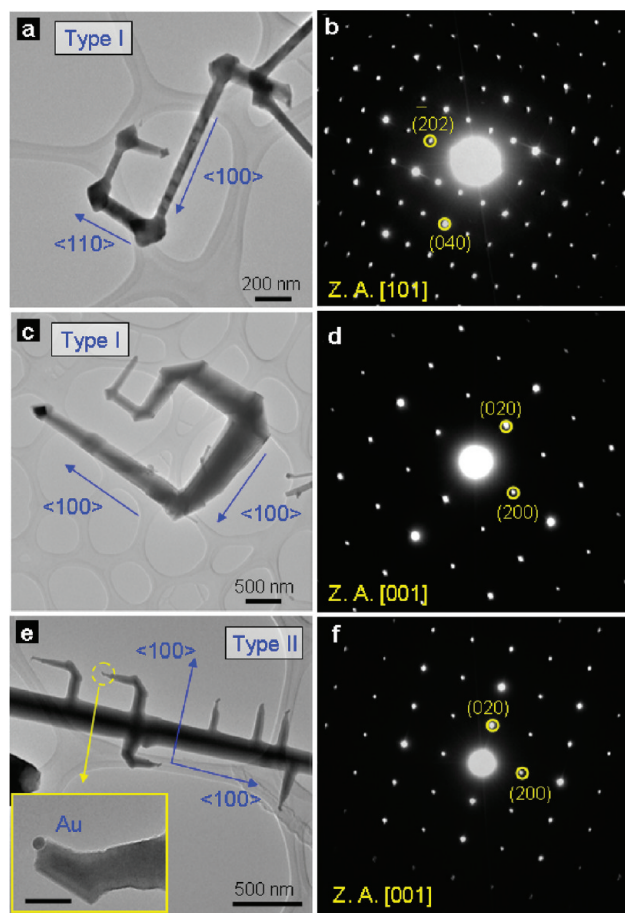 a
Type I
<100>
<110>
200 nm
b
(2̅02)
(040)
Z. A. [101]
c
Type I
<100>
<100>
500 nm
d
(020)
(200)
Z. A. [001]
e
Type II
<100>
<100>
Au
500 nm
f
(020)
(200)
Z. A. [001]